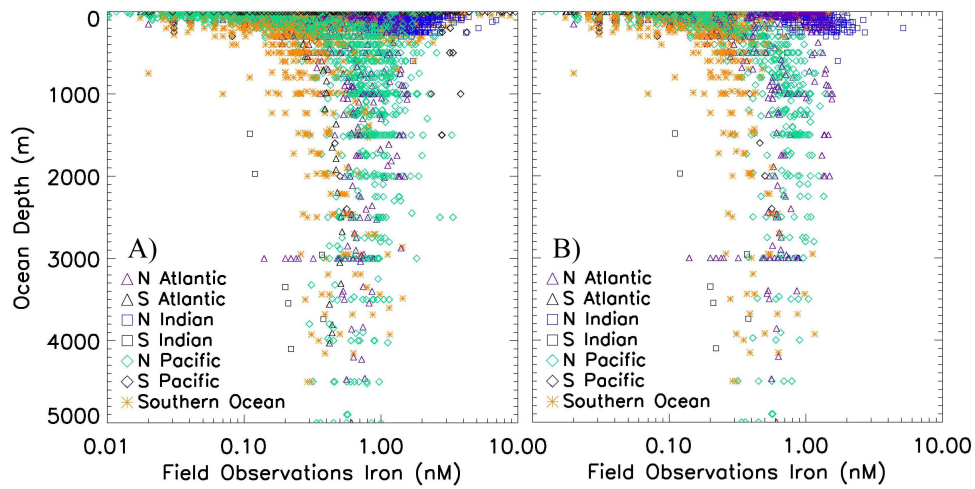 0
1000
2000
3000
4000
5000
Ocean Depth (m)
A)
N Atlantic
S Atlantic
N Indian
S Indian
N Pacific
S Pacific
Southern Ocean
0.01
0.10
1.00
10.00
Field Observations Iron (nM)
B)
N Atlantic
S Atlantic
N Indian
S Indian
N Pacific
S Pacific
Southern Ocean
0.10
1.00
10.00
Field Observations Iron (nM)